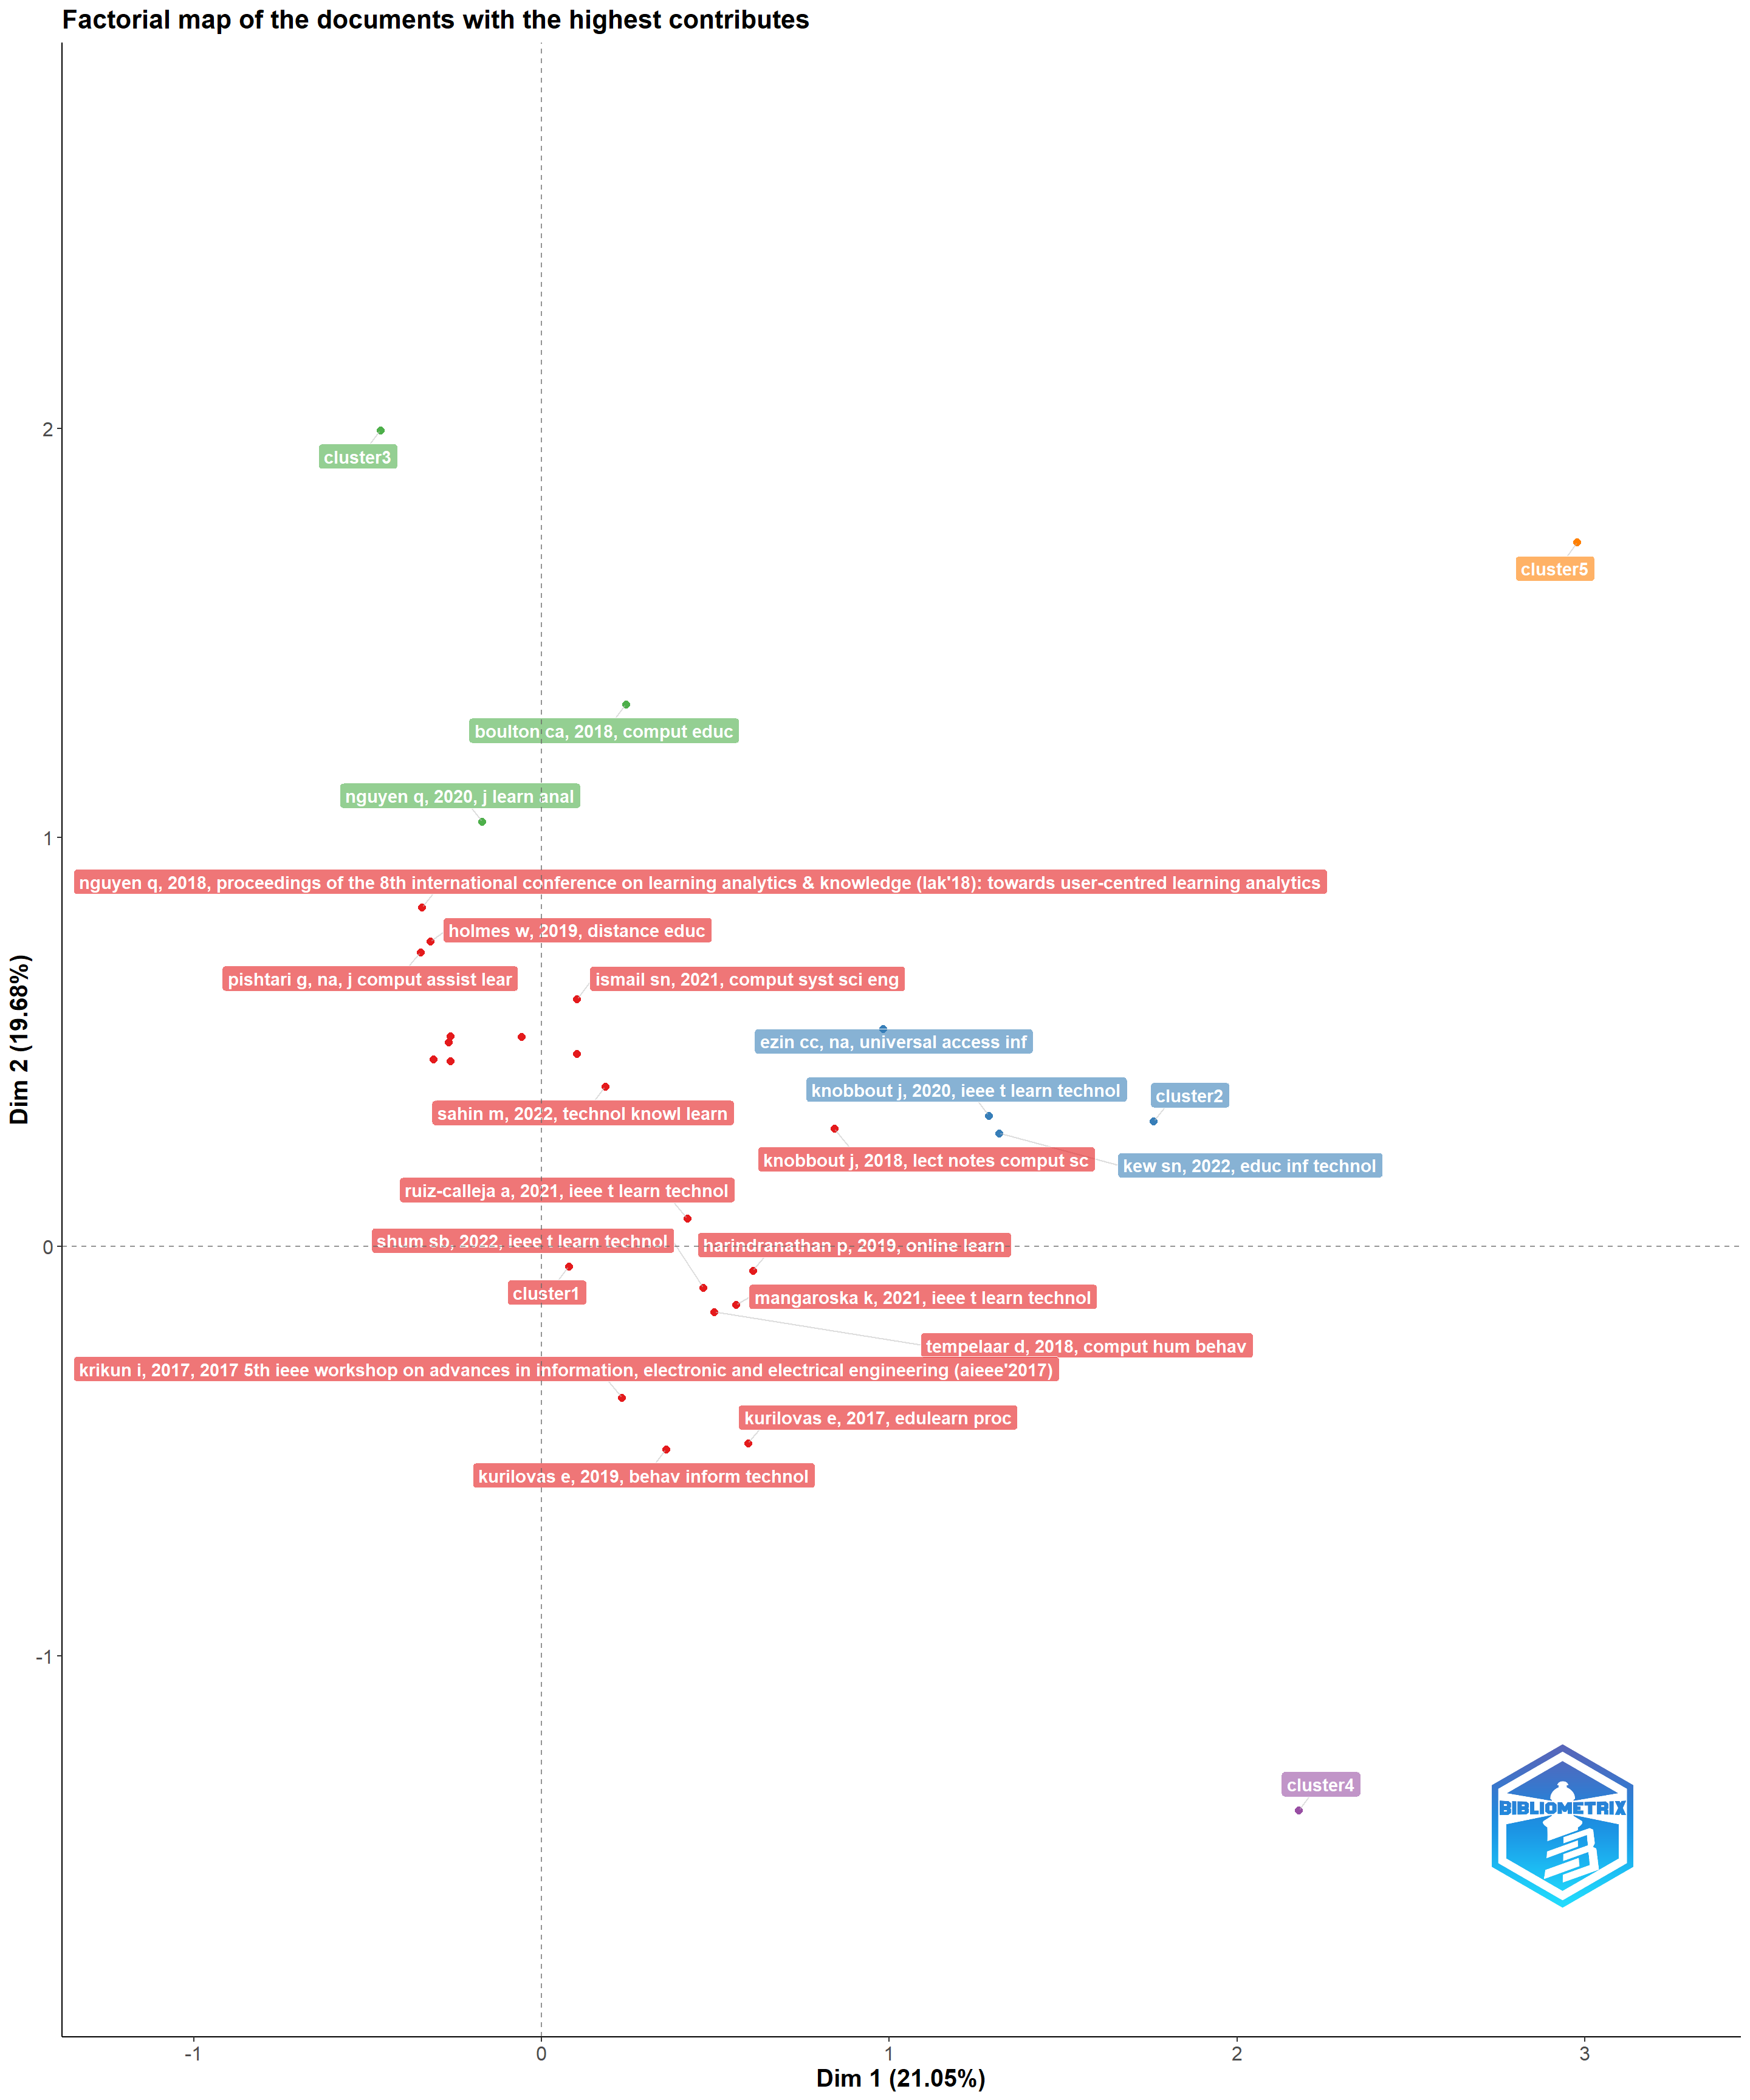 Factorial map of the documents with the highest contributes
2
cluster3
cluster5
boulton ca, 2018, comput educ
nguyen q, 2020, j learn anal
1
nguyen q, 2018, proceedings of the 8th international conference on learning analytics & knowledge (lak'18): towards user-centred learning analytics
holmes w, 2019, distance educ
pishtari g, na, j comput assist lear
ismail sn, 2021, comput syst sci eng
ezin cc, na, universal access inf
knobbout j, 2020, ieee t learn technol
cluster2
sahin m, 2022, technol knowl learn
knobbout j, 2018, lect notes comput sc
kew sn, 2022, educ inf technol
ruiz-calleja a, 2021, ieee t learn technol
shum sb, 2022, ieee t learn technol
harindranathan p, 2019, online learn
0
cluster1
mangaroska k, 2021, ieee t learn technol
tempelaar d, 2018, comput hum behav
krikun i, 2017, 2017 5th ieee workshop on advances in information, electronic and electrical engineering (aieee'2017)
kurilovas e, 2017, edulearn proc
kurilovas e, 2019, behav inform technol
-1
cluster4
BIBLIOMETRIX
Dim 2 (19.68%)
-1 0 1 2 3
Dim 1 (21.05%)